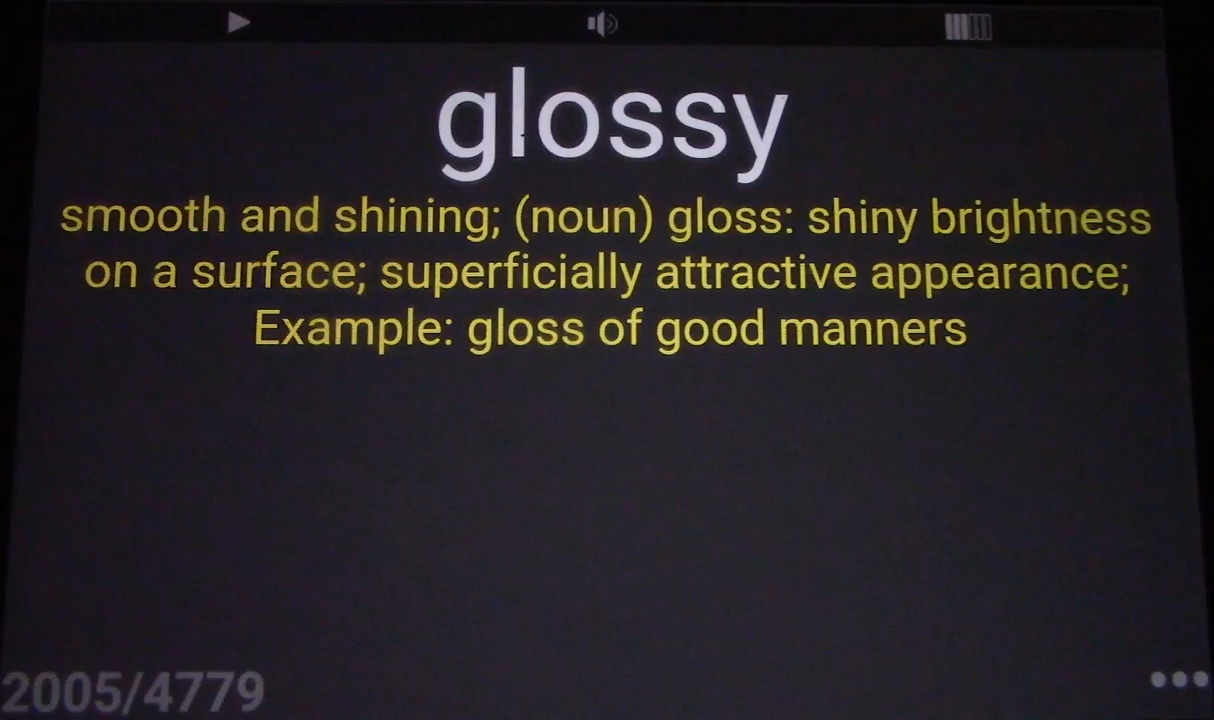 glossy
smooth and shining; (noun) gloss: shiny brightness
on a surface; superficially attractive appearance;
Example: gloss of good manners
2005/4779